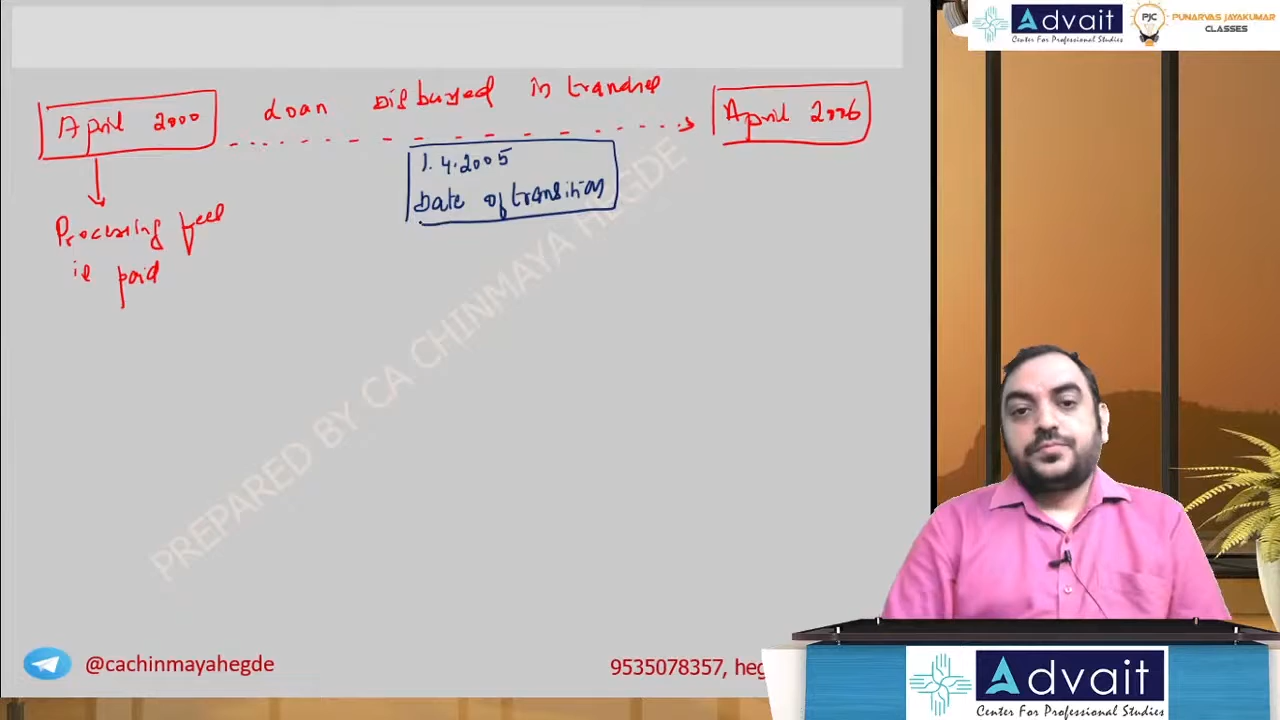 Advait
Center For Professional Studies
PJC
PUNARVAS JAYAKUMAR
CLASSES
April 2000
Loan Disbursed in tranches
April 2006
1.4.2005
Date of transition
Processing fees
is paid
PREPARED BY CA CHINMAYA HEGDE
@cachinmayahegde
9535078357, heg
Advait
Center For Professional Studies